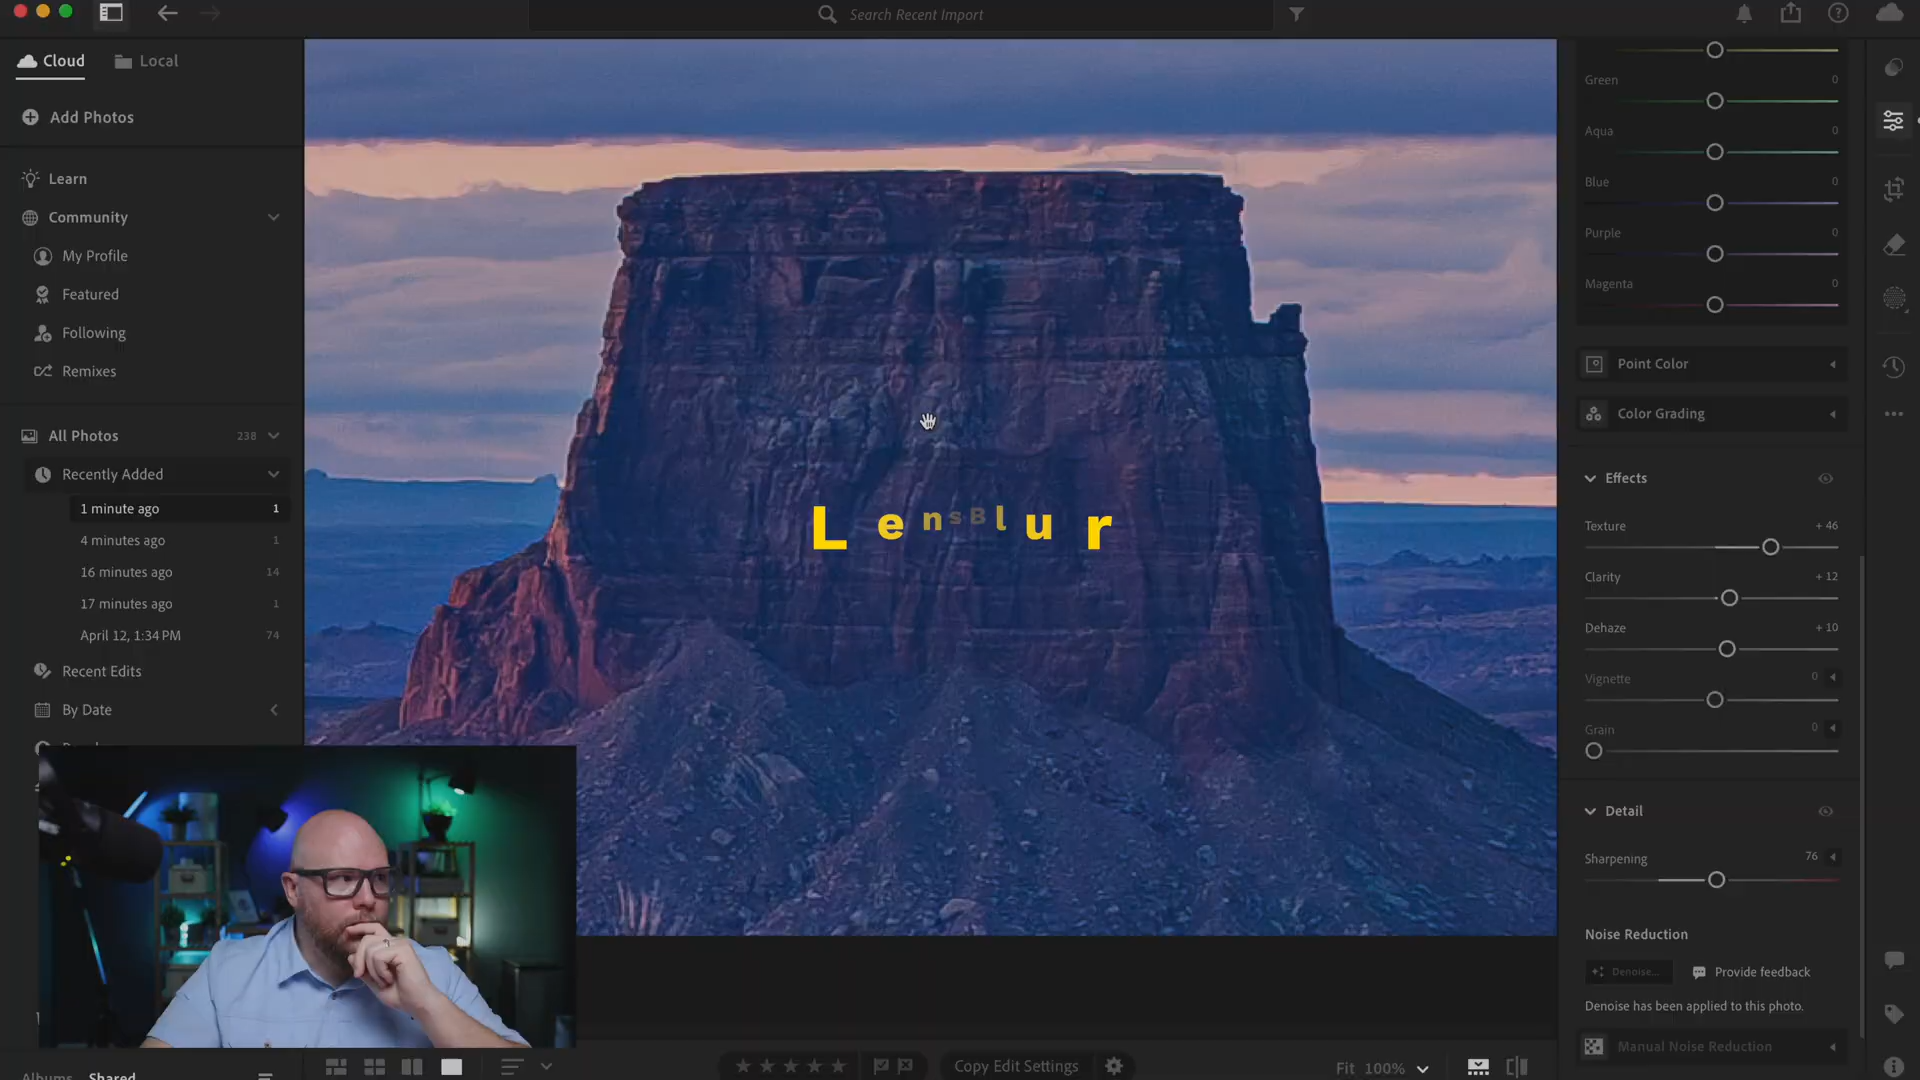 Search Recent Import
Cloud
Local
Add Photos
Learn
Community
My Profile
Featured
Following
Remixes
All Photos
238
Recently Added
1 minute ago
1
4 minutes ago
1
16 minutes ago
14
17 minutes ago
1
April 12, 1:34 PM
74
Recent Edits
By Date
Albums
Shared
Lens Blur
Copy Edit Settings
Fit
100%
Green
0
Aqua
0
Blue
0
Purple
0
Magenta
0
Point Color
Color Grading
Effects
Texture
+ 46
Clarity
+ 12
Dehaze
+ 10
Vignette
0
Grain
0
Detail
Sharpening
76
Noise Reduction
Denoise...
Provide feedback
Denoise has been applied to this photo.
Manual Noise Reduction